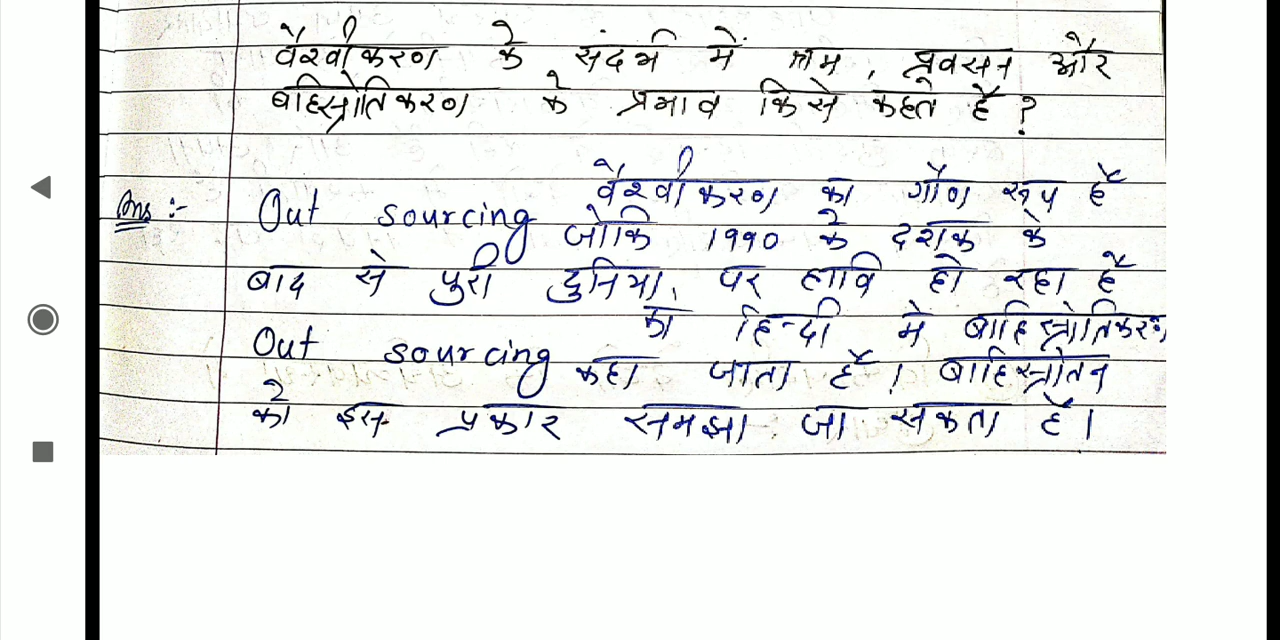 वैश्वीकरण के संदर्भ में श्रम, प्रवसन और
बहिस्त्रोतिकरण के प्रभाव किसे कहते हैं?
Ans :- Out sourcing वैश्वीकरण का गौण रूप हैं
जोकि १९९० के दशक के
बाद से पुरी दुनिया, पर हावि हो रहा हैं
Out sourcing का हिन्दी मे बाहिस्त्रोतिकरण
कहा जाता हैं। बाहिस्त्रोतन
को इस प्रकार समझा जा सकता हैं।